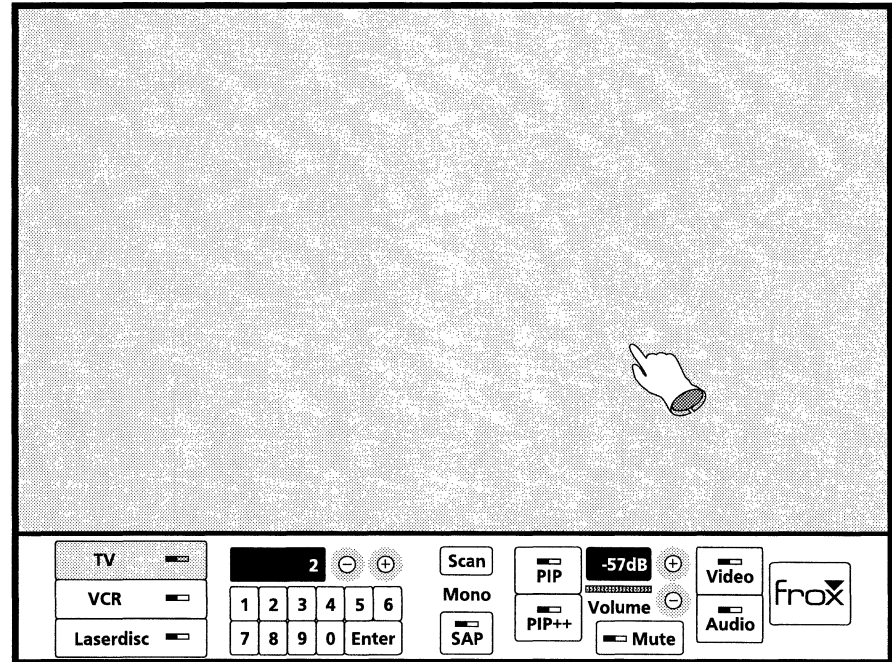 TV
VCR
Laserdisc
2 − +
1 2 3 4 5 6
7 8 9 0 Enter
Scan
Mono
SAP
PIP
PIP++
-57dB +
Volume −
Mute
Video
Audio
frox